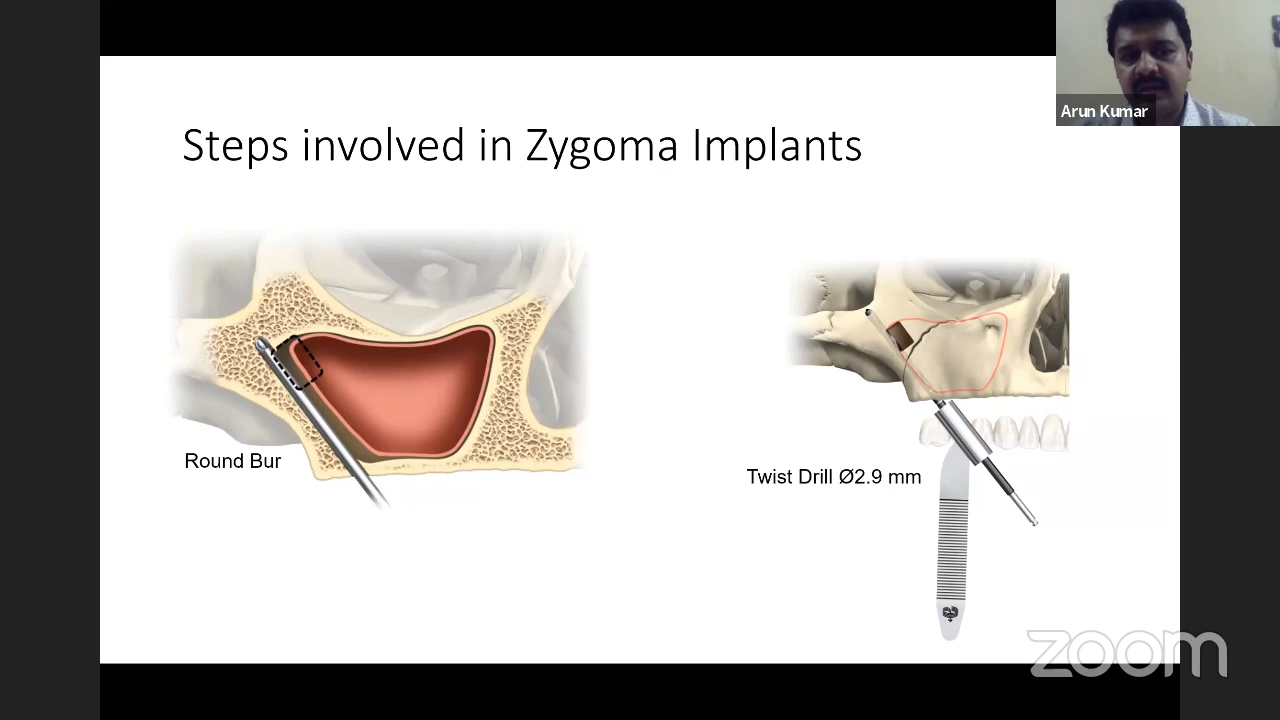 Arun Kumar
Steps involved in Zygoma Implants
Round Bur
Twist Drill Ø2.9 mm
zoom